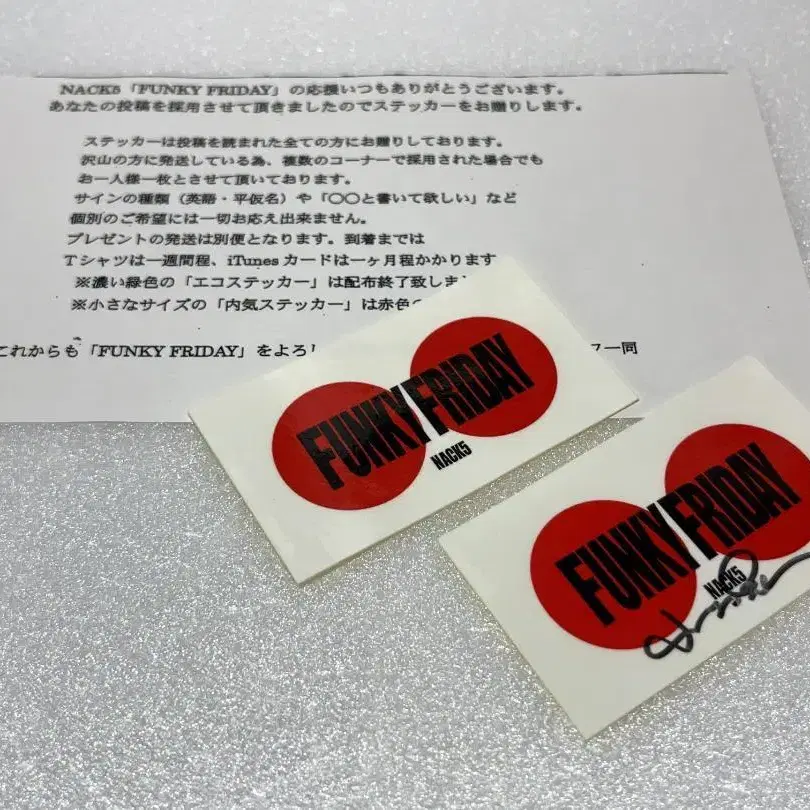 NACK5「FUNKY FRIDAY」の応援いつもありがとうございます。
あなたの投稿を採用させて頂きましたのでステッカーをお贈りします。
ステッカーは投稿を読まれた全ての方にお贈りしております。
沢山の方に発送している為、複数のコーナーで採用された場合でも
お一人様一枚とさせて頂いております。
サインの種類（英語・平仮名）や「〇〇と書いて欲しい」など
個別のご希望には一切お応え出来ません。
プレゼントの発送は別便となります。到着までは
Tシャツは一週間程、iTunesカードは一ヶ月程かかります
※濃い緑色の「エコステッカー」は配布終了致しま
※小さなサイズの「内気ステッカー」は赤色の
これからも「FUNKY FRIDAY」をよろし
フ一同
FUNKY FRIDAY
NACK5
FUNKY FRIDAY
NACK5